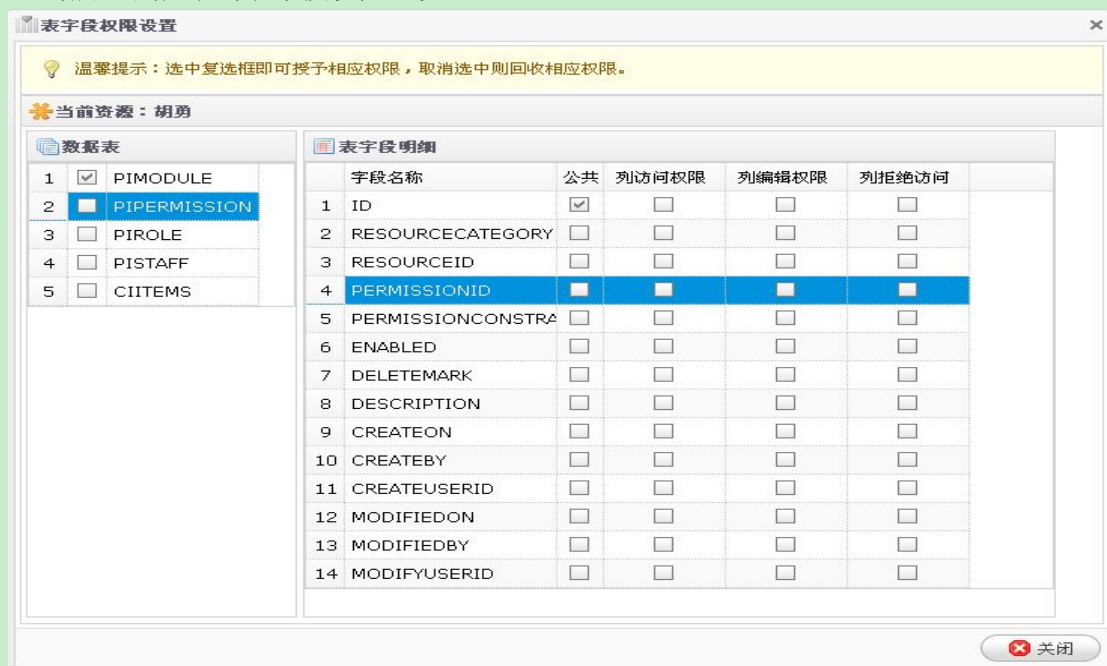 表字段权限设置
温馨提示：选中复选框即可授予相应权限，取消选中则回收相应权限。
当前资源：胡勇
数据表
1 PIMODULE
2 PIPERMISSION
3 PIROLE
4 PISTAFF
5 CIITEMS
表字段明细
字段名称 公共 列访问权限 列编辑权限 列拒绝访问
1 ID
2 RESOURCECATEGORY
3 RESOURCEID
4 PERMISSIONID
5 PERMISSIONCONSTRA
6 ENABLED
7 DELETEMARK
8 DESCRIPTION
9 CREATEON
10 CREATEBY
11 CREATEUSERID
12 MODIFIEDON
13 MODIFIEDBY
14 MODIFYUSERID
关闭